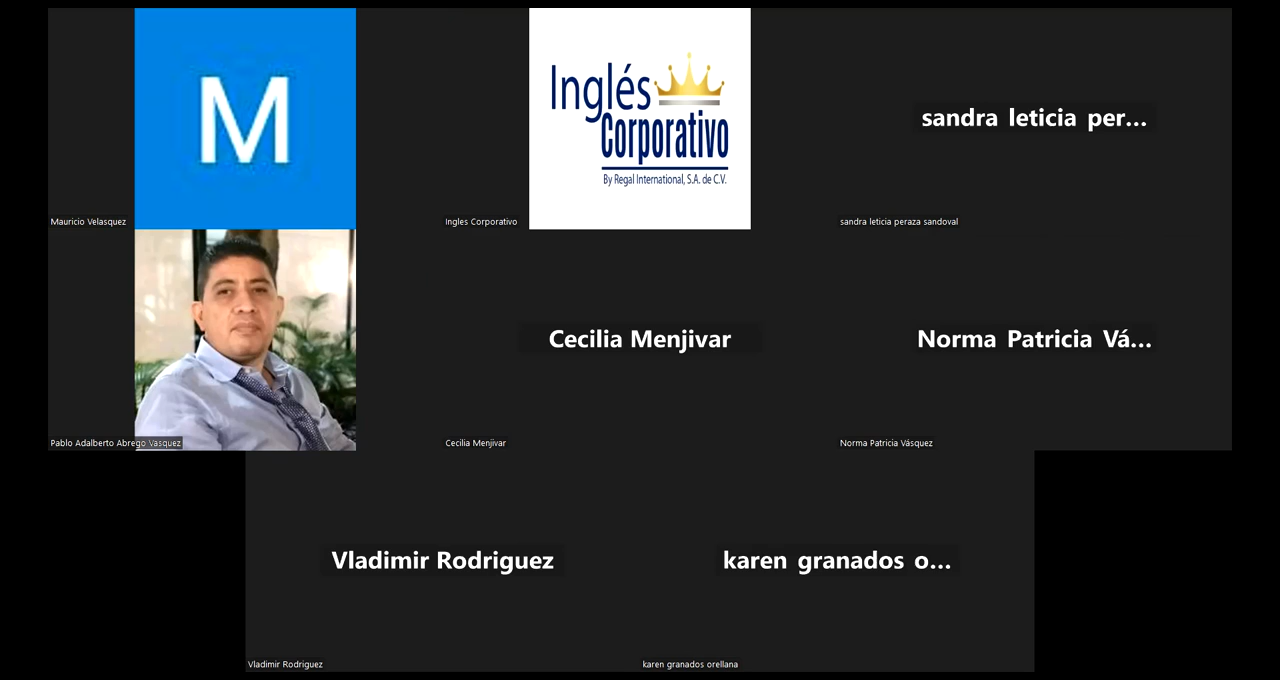 M
Inglés
Corporativo
By Regal International, S.A. de C.V.
sandra leticia per...
Mauricio Velasquez
Ingles Corporativo
sandra leticia peraza sandoval
Cecilia Menjivar
Norma Patricia Vá...
Pablo Adalberto Abrego Vasquez
Cecilia Menjivar
Norma Patricia Vásquez
Vladimir Rodriguez
karen granados o...
Vladimir Rodriguez
karen granados orellana